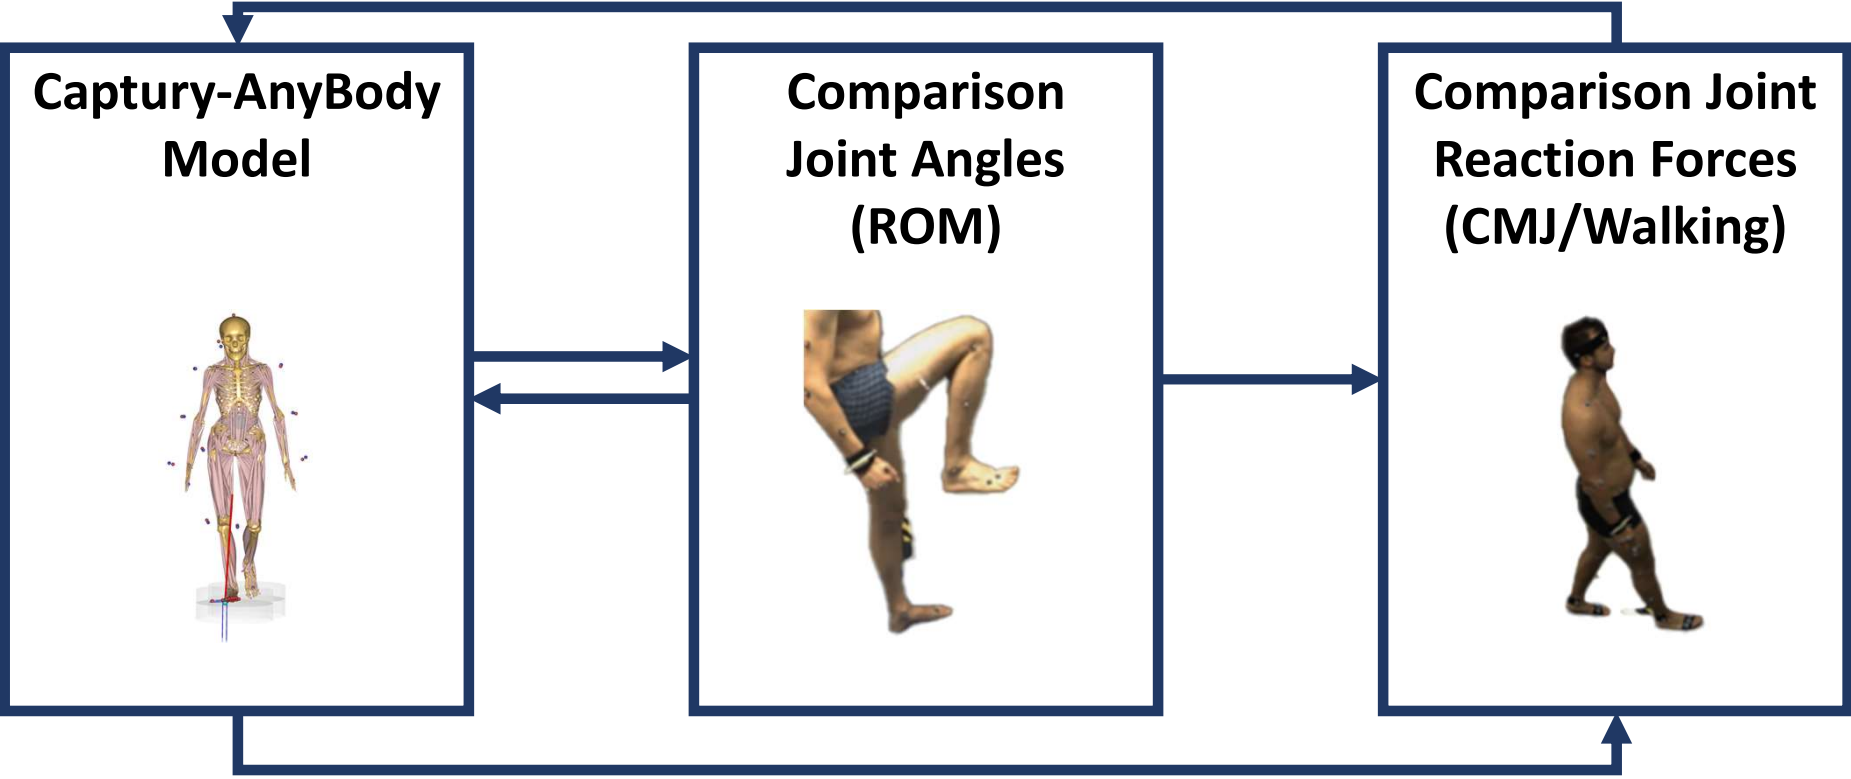 Captury-AnyBody
Model
Comparison
Joint Angles
(ROM)
Comparison Joint
Reaction Forces
(CMJ/Walking)